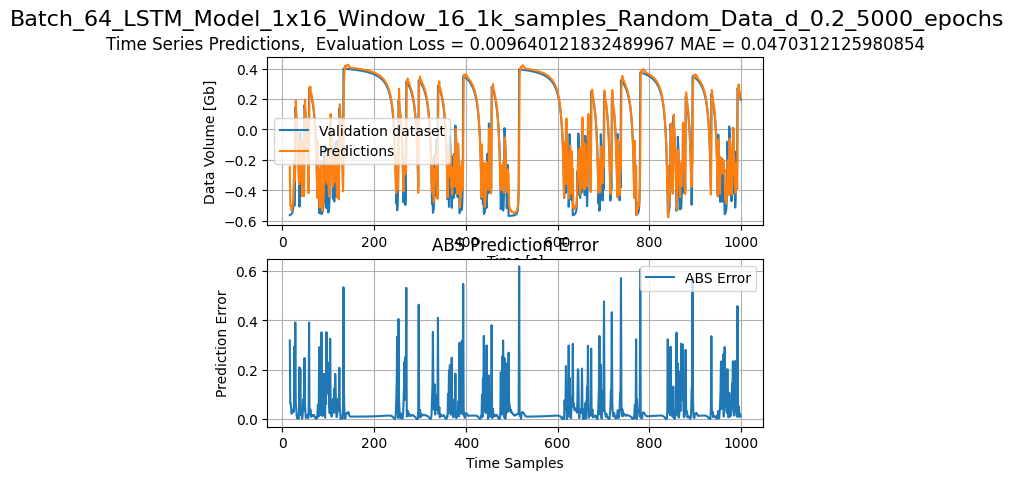 Batch_64_LSTM_Model_1x16_Window_16_1k_samples_Random_Data_d_0.2_5000_epochs
Time Series Predictions,  Evaluation Loss = 0.009640121832489967 MAE = 0.0470312125980854
Data Volume [Gb]
0.4
0.2
0.0
−0.2
−0.4
−0.6
Validation dataset
Predictions
0
200
400
600
800
1000
Time [s]
ABS Prediction Error
Prediction Error
0.6
0.4
0.2
0.0
ABS Error
0
200
400
600
800
1000
Time Samples